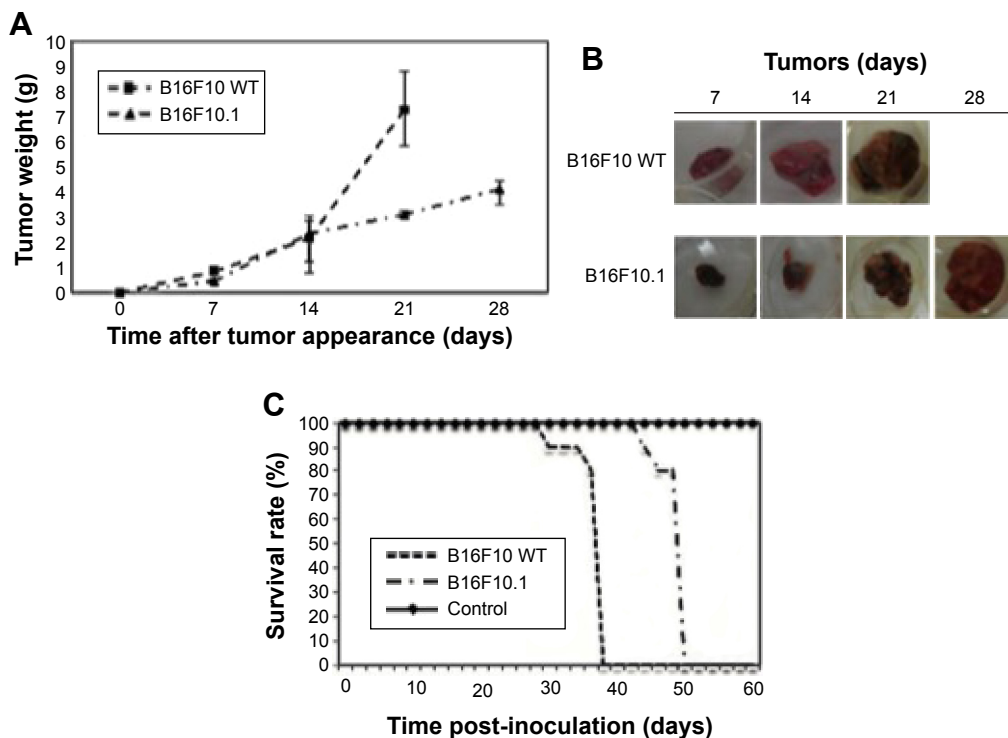 A
Tumor weight (g)
10
9
8
7
6
5
4
3
2
1
0
B16F10 WT
B16F10.1
0 7 14 21 28
Time after tumor appearance (days)
B
Tumors (days)
7 14 21 28
B16F10 WT
B16F10.1
C
Survival rate (%)
100
90
80
70
60
50
40
30
20
10
0
B16F10 WT
B16F10.1
Control
0 10 20 30 40 50 60
Time post-inoculation (days)